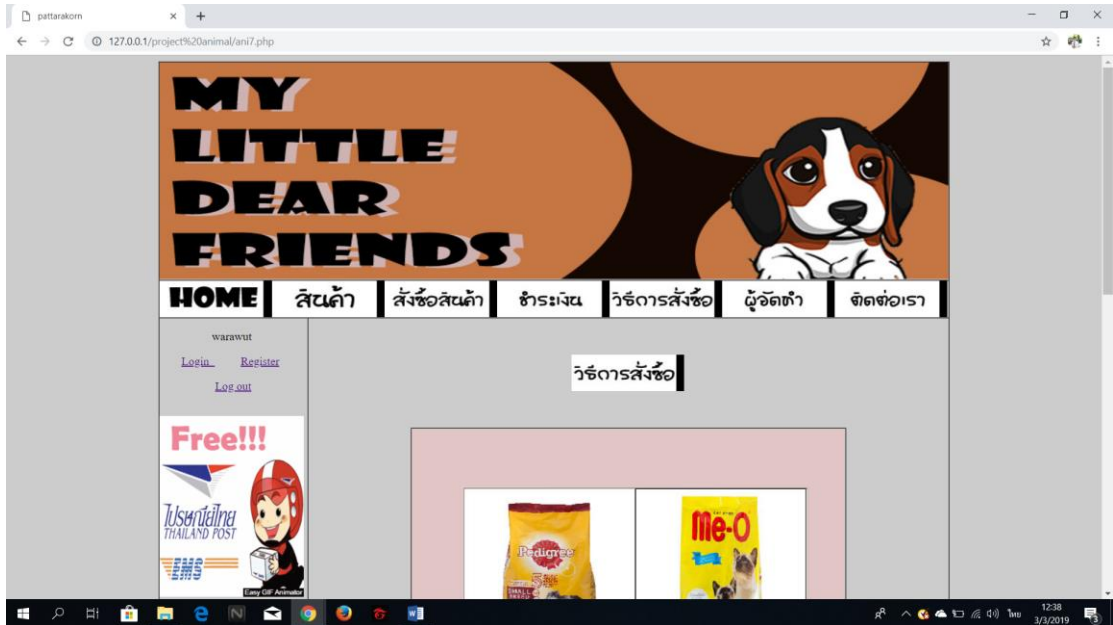 pattarakorn
127.0.0.1/project%20animal/ani7.php
MY
LITTLE
DEAR
FRIENDS
HOME สินค้า สั่งซื้อสินค้า ชำระเงิน วิธีการสั่งซื้อ ผู้จัดทำ ติดต่อเรา
warawut
Login Register
Log out
วิธีการสั่งซื้อ
Free!!!
ไปรษณีย์ไทย
THAILAND POST
EMS
Easy GIF Animator
Pedigree
SMALL
Me-O
ไทย
12:38
3/3/2019